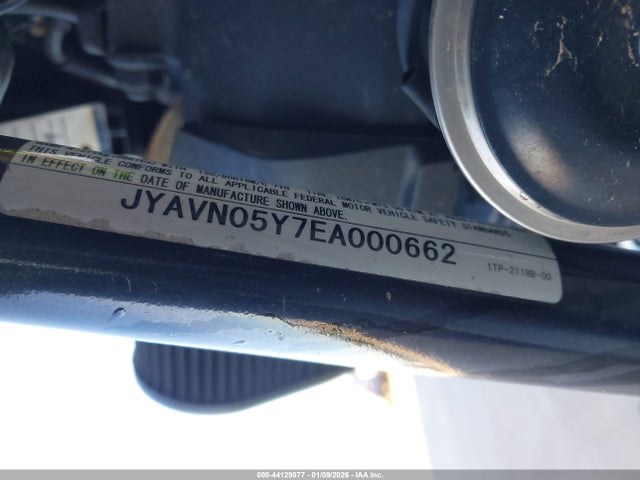 THIS VEHICLE CONFORMS TO ALL APPLICABLE FEDERAL MOTOR VEHICLE SAFETY STANDARDS
IN EFFECT ON THE DATE OF MANUFACTURE SHOWN ABOVE.
JYAVN05Y7EA000662
1TP-2118B-00
000-44129077 - 01/09/2026 - IAA Inc.